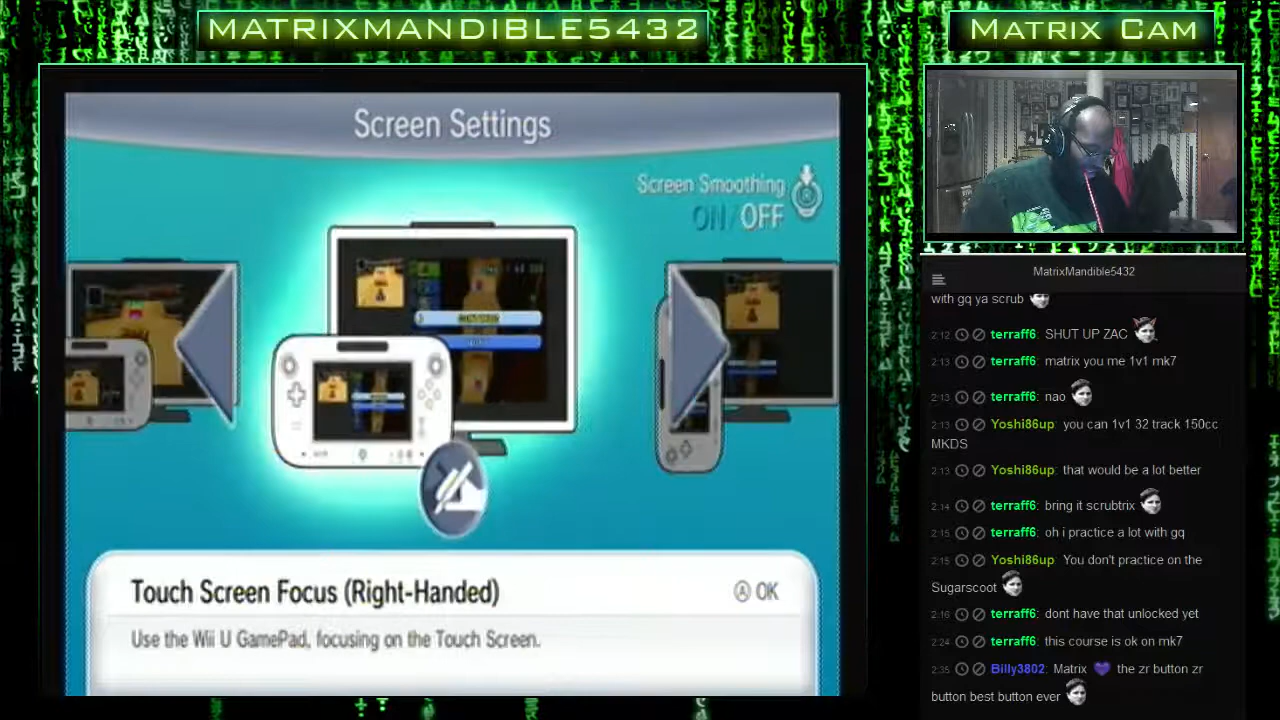 MATRIXMANDIBLE5432
Matrix Cam
Screen Settings
Screen Smoothing
ON/OFF
Touch Screen Focus (Right-Handed)
A OK
Use the Wii U GamePad, focusing on the Touch Screen.
MatrixMandible5432
with gq ya scrub
2:12 terraff6: SHUT UP ZAC
2:13 terraff6: matrix you me 1v1 mk7
2:13 terraff6: nao
2:13 Yoshi86up: you can 1v1 32 track 150cc
MKDS
2:13 Yoshi86up: that would be a lot better
2:14 terraff6: bring it scrubtrix
2:15 terraff6: oh i practice a lot with gq
2:15 Yoshi86up: You don't practice on the
Sugarscoot
2:16 terraff6: dont have that unlocked yet
2:24 terraff6: this course is ok on mk7
2:35 Billy3802: Matrix 💜 the zr button zr
button best button ever